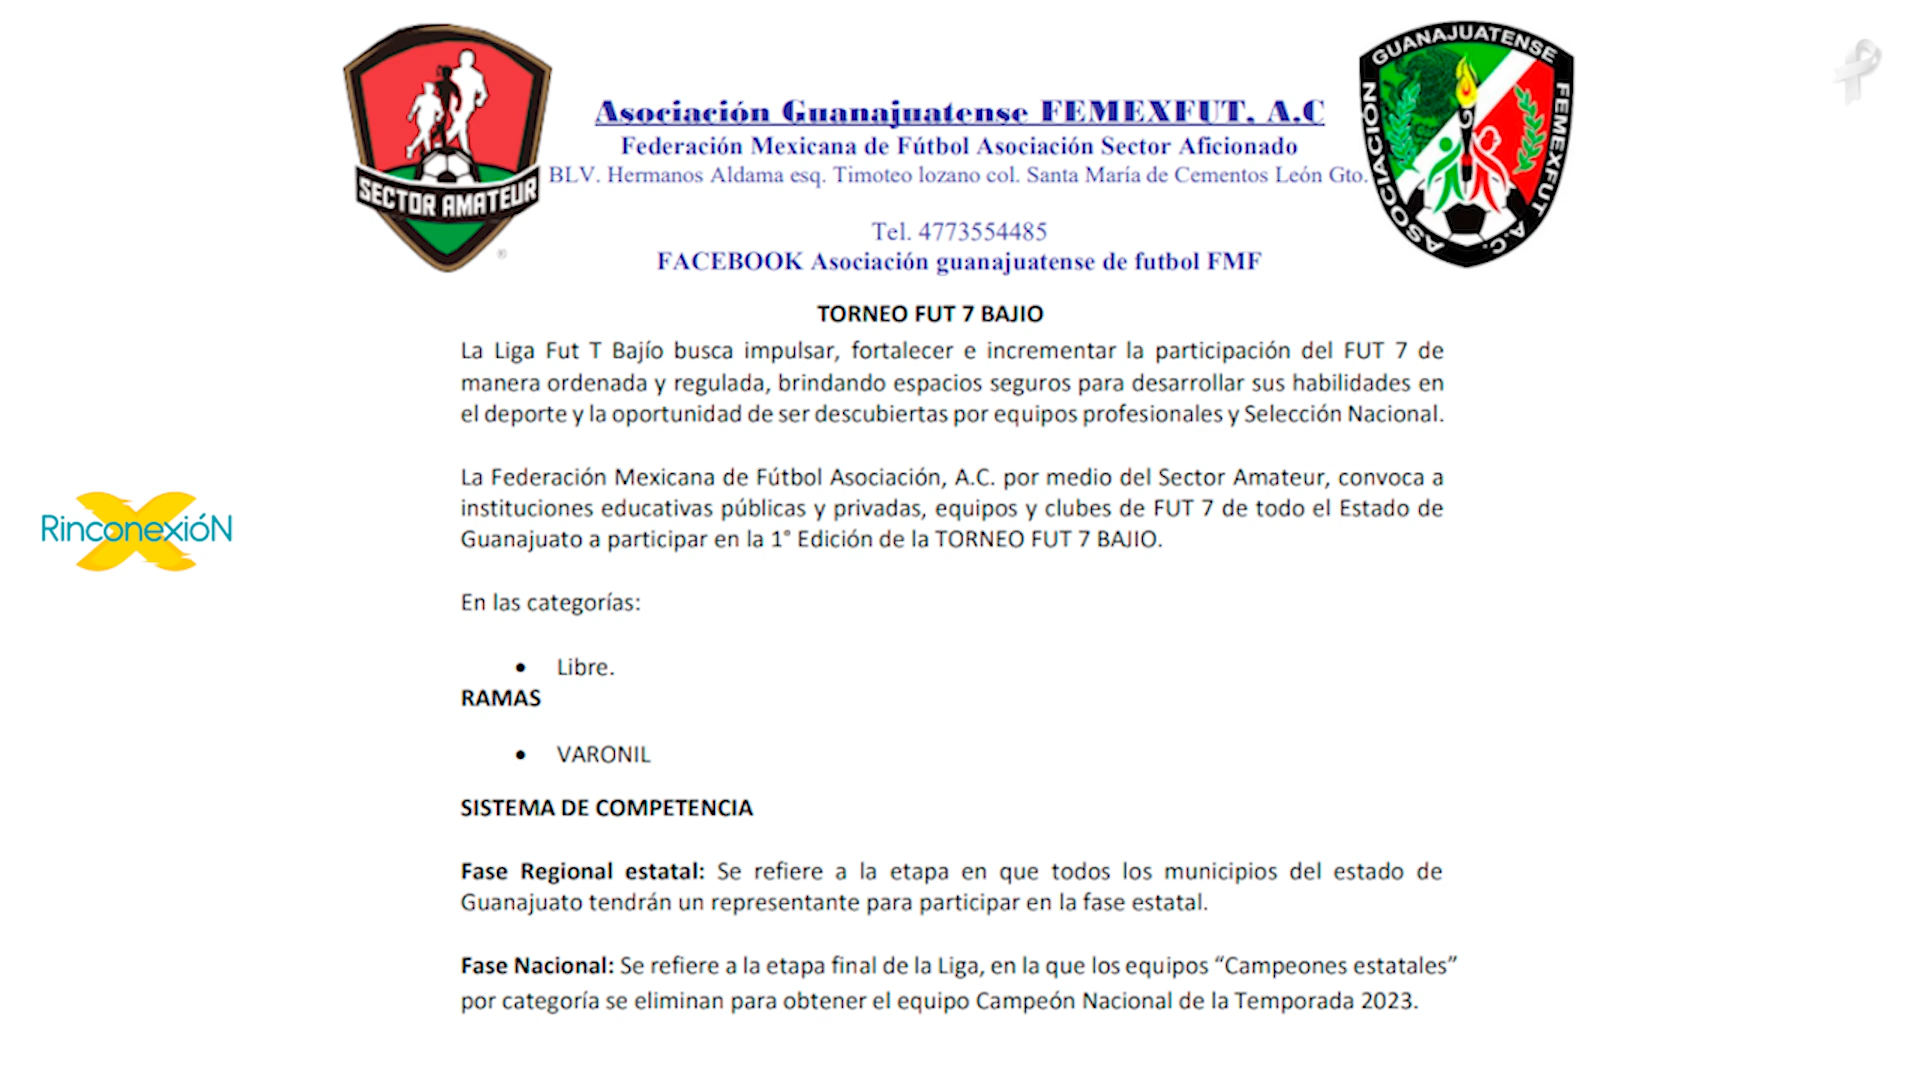 SECTOR AMATEUR
®
Asociación Guanajuatense FEMEXFUT, A.C
Federación Mexicana de Fútbol Asociación Sector Aficionado
BLV. Hermanos Aldama esq. Timoteo lozano col. Santa María de Cementos León Gto.
Tel. 4773554485
FACEBOOK Asociación guanajuatense de futbol FMF
ASOCIACIÓN GUANAJUATENSE FEMEXFUT A.C.
TORNEO FUT 7 BAJIO
La Liga Fut T Bajío busca impulsar, fortalecer e incrementar la participación del FUT 7 de
manera ordenada y regulada, brindando espacios seguros para desarrollar sus habilidades en
el deporte y la oportunidad de ser descubiertas por equipos profesionales y Selección Nacional.
La Federación Mexicana de Fútbol Asociación, A.C. por medio del Sector Amateur, convoca a
instituciones educativas públicas y privadas, equipos y clubes de FUT 7 de todo el Estado de
Guanajuato a participar en la 1° Edición de la TORNEO FUT 7 BAJIO.
RinconexióN
En las categorías:
• Libre.
RAMAS
• VARONIL
SISTEMA DE COMPETENCIA
Fase Regional estatal: Se refiere a la etapa en que todos los municipios del estado de
Guanajuato tendrán un representante para participar en la fase estatal.
Fase Nacional: Se refiere a la etapa final de la Liga, en la que los equipos “Campeones estatales”
por categoría se eliminan para obtener el equipo Campeón Nacional de la Temporada 2023.